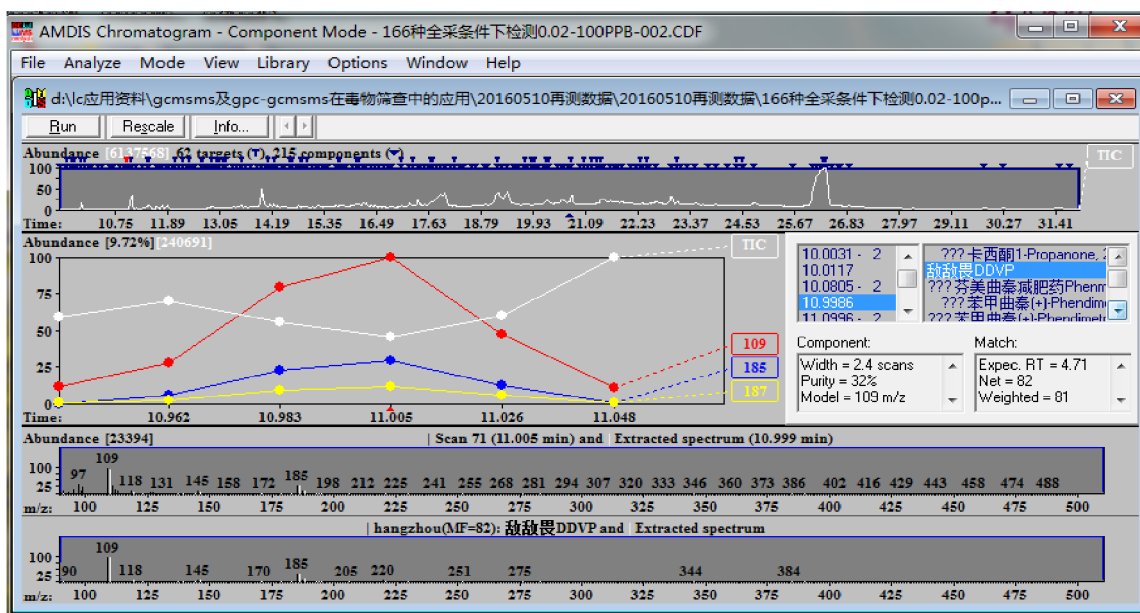 AMDIS Chromatogram - Component Mode - 166种全采条件下检测0.02-100PPB-002.CDF
File Analyze Mode View Library Options Window Help
d:\lc应用资料\gcmsms及gpc-gcmsms在毒物筛查中的应用\20160510再测数据\20160510再测数据\166种全采条件下检测0.02-100p...
Run Rescale Info...
Abundance [6137568] 62 targets (T), 215 components
TIC
100
50
0
Time: 10.75 11.89 13.05 14.19 15.35 16.49 17.63 18.79 19.93 21.09 22.23 23.37 24.53 25.67 26.83 27.97 29.11 30.27 31.41
Abundance [9.72%] [240691]
TIC
100
75
50
25
0
109
185
187
Time: 10.962 10.983 11.005 11.026 11.048
10.0031 - 2
10.0117
10.0805 - 2
10.9986
11.0996 - 2
??? 卡西酮1-Propanone, 2
敌敌畏DDVP
??? 芬美曲秦减肥药Phenm
??? 苯甲曲秦(+)-Phendim
??? 苯甲曲秦(+)-Phendimetr
Component:
Width = 2.4 scans
Purity = 32%
Model = 109 m/z
Match:
Expec. RT = 4.71
Net = 82
Weighted = 81
Abundance [23394] | Scan 71 (11.005 min) and | Extracted spectrum (10.999 min)
100
25
97 109 118 131 145 158 172 185 198 212 225 241 255 268 281 294 307 320 333 346 360 373 386 402 416 429 443 458 474 488
m/z: 100 125 150 175 200 225 250 275 300 325 350 375 400 425 450 475 500
| hangzhou(MF=82): 敌敌畏DDVP and | Extracted spectrum
100
25
90 109 118 145 170 185 205 220 251 275 344 384
m/z: 100 125 150 175 200 225 250 275 300 325 350 375 400 425 450 475 500